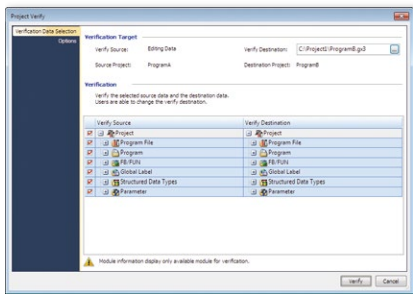 Project Verify
Verification Data Selection
Options
Verification Target
Verify Source: Editing Data Verify Destination: C:\Project1\ProgramB.gx3
Source Project: ProgramA Destination Project: ProgramB
Verification
Verify the selected source data and the destination data.
Users are able to change the verify destination.
Verify Source Verify Destination
Project Project
Program File Program File
Program Program
FB/FUN FB/FUN
Global Label Global Label
Structured Data Types Structured Data Types
Parameter Parameter
Module information display only available module for verification.
Verify Cancel